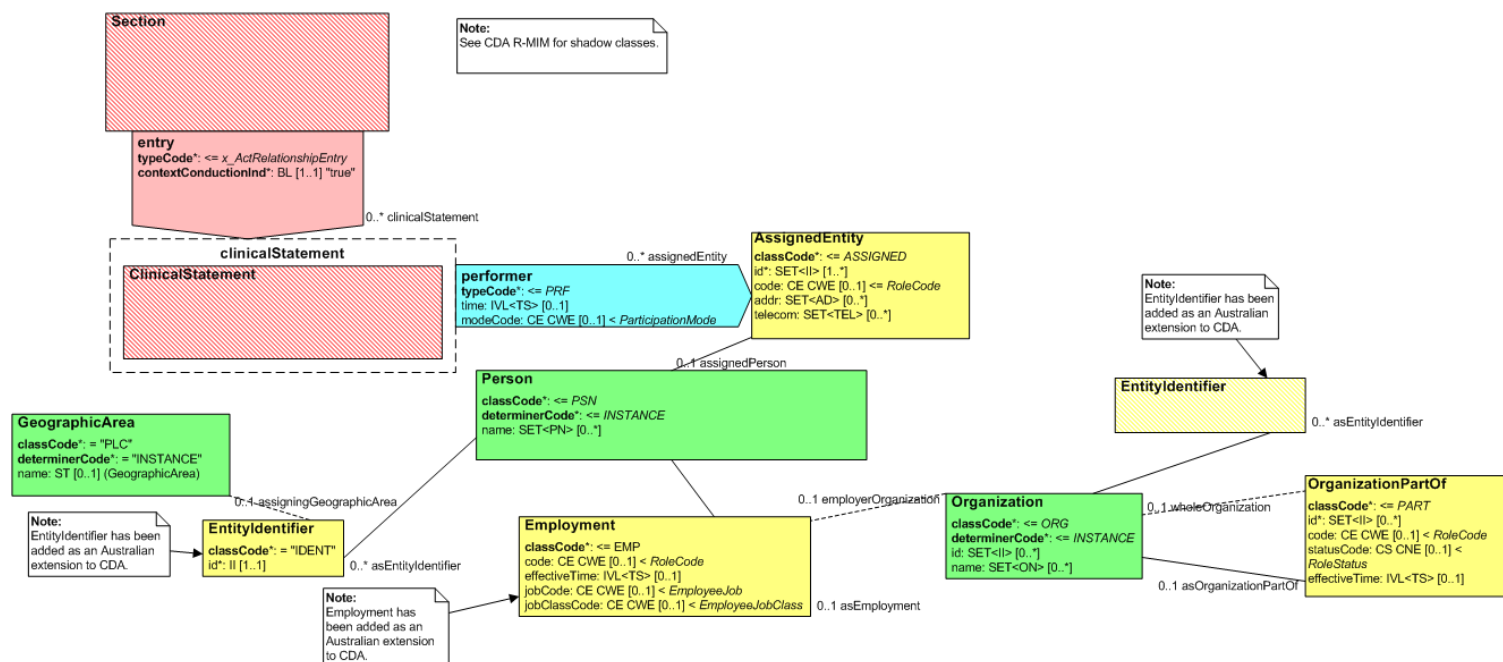 Section
Note:
See CDA R-MIM for shadow classes.
entry
typeCode*: <= x_ActRelationshipEntry
contextConductionInd*: BL [1..1] "true"
0..* clinicalStatement
clinicalStatement
ClinicalStatement
performer
typeCode*: <= PRF
time: IVL<TS> [0..1]
modeCode: CE CWE [0..1] < ParticipationMode
0..* assignedEntity
AssignedEntity
classCode*: <= ASSIGNED
id*: SET<II> [1..*]
code: CE CWE [0..1] <= RoleCode
addr: SET<AD> [0..*]
telecom: SET<TEL> [0..*]
Note:
EntityIdentifier has been
added as an Australian
extension to CDA.
0..1 assignedPerson
Person
classCode*: <= PSN
determinerCode*: <= INSTANCE
name: SET<PN> [0..*]
EntityIdentifier
0..* asEntityIdentifier
GeographicArea
classCode*: = "PLC"
determinerCode*: = "INSTANCE"
name: ST [0..1] (GeographicArea)
0..1 assigningGeographicArea
Note:
EntityIdentifier has been
added as an Australian
extension to CDA.
EntityIdentifier
classCode*: = "IDENT"
id*: II [1..1]
0..* asEntityIdentifier
Note:
Employment has
been added as an
Australian extension
to CDA.
Employment
classCode*: <= EMP
code: CE CWE [0..1] < RoleCode
effectiveTime: IVL<TS> [0..1]
jobCode: CE CWE [0..1] < EmployeeJob
jobClassCode: CE CWE [0..1] < EmployeeJobClass
0..1 asEmployment
0..1 employerOrganization
Organization
classCode*: <= ORG
determinerCode*: <= INSTANCE
id: SET<II> [0..*]
name: SET<ON> [0..*]
0..1 wholeOrganization
0..1 asOrganizationPartOf
OrganizationPartOf
classCode*: <= PART
id*: SET<II> [0..*]
code: CE CWE [0..1] < RoleCode
statusCode: CS CNE [0..1] <
RoleStatus
effectiveTime: IVL<TS> [0..1]